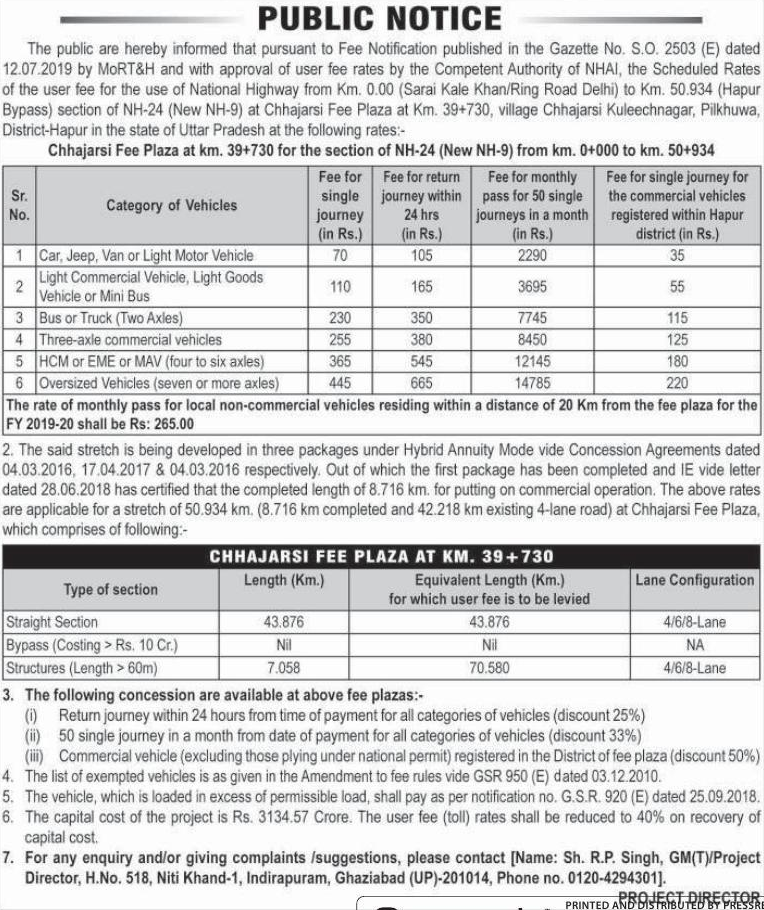 PUBLIC NOTICE
The public are hereby informed that pursuant to Fee Notification published in the Gazette No. S.O. 2503 (E) dated
12.07.2019 by MoRT&H and with approval of user fee rates by the Competent Authority of NHAI, the Scheduled Rates
of the user fee for the use of National Highway from Km. 0.00 (Sarai Kale Khan/Ring Road Delhi) to Km. 50.934 (Hapur
Bypass) section of NH-24 (New NH-9) at Chhajarsi Fee Plaza at Km. 39+730, village Chhajarsi Kuleechnagar, Pilkhuwa,
District-Hapur in the state of Uttar Pradesh at the following rates:-
Chhajarsi Fee Plaza at km. 39+730 for the section of NH-24 (New NH-9) from km. 0+000 to km. 50+934
Sr. No. Category of Vehicles Fee for single journey (in Rs.) Fee for return journey within 24 hrs (in Rs.) Fee for monthly pass for 50 single journeys in a month (in Rs.) Fee for single journey for the commercial vehicles registered within Hapur district (in Rs.)
1 Car, Jeep, Van or Light Motor Vehicle 70 105 2290 35
2 Light Commercial Vehicle, Light Goods Vehicle or Mini Bus 110 165 3695 55
3 Bus or Truck (Two Axles) 230 350 7745 115
4 Three-axle commercial vehicles 255 380 8450 125
5 HCM or EME or MAV (four to six axles) 365 545 12145 180
6 Oversized Vehicles (seven or more axles) 445 665 14785 220
The rate of monthly pass for local non-commercial vehicles residing within a distance of 20 Km from the fee plaza for the
FY 2019-20 shall be Rs: 265.00
2. The said stretch is being developed in three packages under Hybrid Annuity Mode vide Concession Agreements dated
04.03.2016, 17.04.2017 & 04.03.2016 respectively. Out of which the first package has been completed and IE vide letter
dated 28.06.2018 has certified that the completed length of 8.716 km. for putting on commercial operation. The above rates
are applicable for a stretch of 50.934 km. (8.716 km completed and 42.218 km existing 4-lane road) at Chhajarsi Fee Plaza,
which comprises of following:-
CHHAJARSI FEE PLAZA AT KM. 39+730
Type of section Length (Km.) Equivalent Length (Km.) for which user fee is to be levied Lane Configuration
Straight Section 43.876 43.876 4/6/8-Lane
Bypass (Costing > Rs. 10 Cr.) Nil Nil NA
Structures (Length > 60m) 7.058 70.580 4/6/8-Lane
3. The following concession are available at above fee plazas:-
(i) Return journey within 24 hours from time of payment for all categories of vehicles (discount 25%)
(ii) 50 single journey in a month from date of payment for all categories of vehicles (discount 33%)
(iii) Commercial vehicle (excluding those plying under national permit) registered in the District of fee plaza (discount 50%)
4. The list of exempted vehicles is as given in the Amendment to fee rules vide GSR 950 (E) dated 03.12.2010.
5. The vehicle, which is loaded in excess of permissible load, shall pay as per notification no. G.S.R. 920 (E) dated 25.09.2018.
6. The capital cost of the project is Rs. 3134.57 Crore. The user fee (toll) rates shall be reduced to 40% on recovery of
capital cost.
7. For any enquiry and/or giving complaints /suggestions, please contact [Name: Sh. R.P. Singh, GM(T)/Project
Director, H.No. 518, Niti Khand-1, Indirapuram, Ghaziabad (UP)-201014, Phone no. 0120-4294301].
PROJECT DIRECTOR
PRINTED AND DISTRIBUTED BY